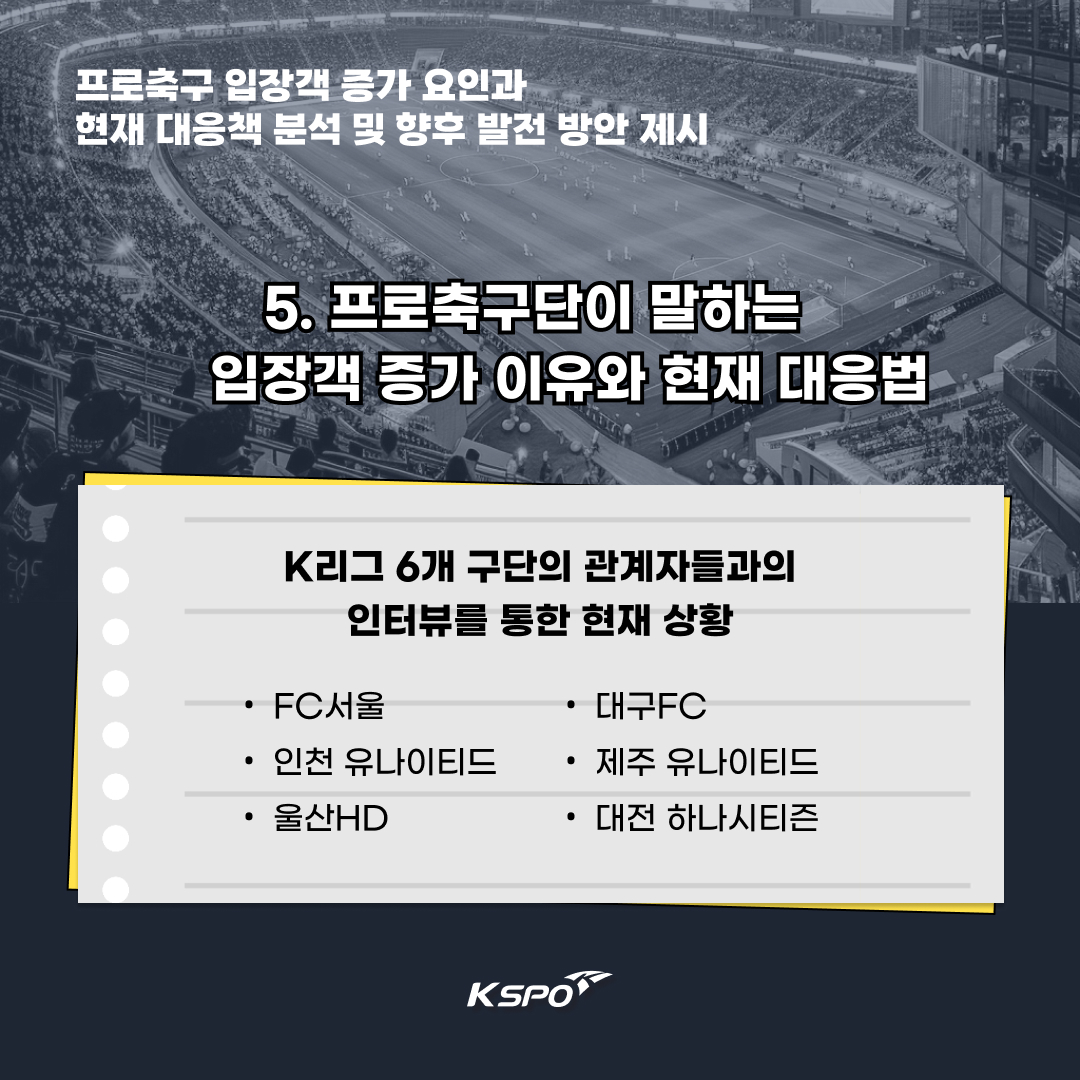 프로축구 입장객 증가 요인과
현재 대응책 분석 및 향후 발전 방안 제시
5. 프로축구단이 말하는
입장객 증가 이유와 현재 대응법
K리그 6개 구단의 관계자들과의
인터뷰를 통한 현재 상황
• FC서울
• 인천 유나이티드
• 울산HD
• 대구FC
• 제주 유나이티드
• 대전 하나시티즌
KSPO